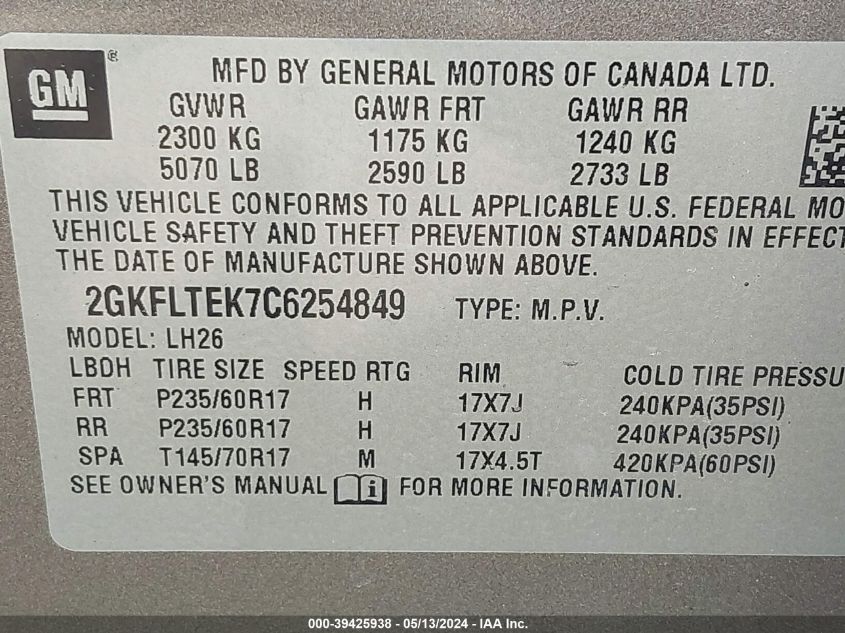 GM ®
MFD BY GENERAL MOTORS OF CANADA LTD.
GVWR GAWR FRT GAWR RR
2300 KG 1175 KG 1240 KG
5070 LB 2590 LB 2733 LB
THIS VEHICLE CONFORMS TO ALL APPLICABLE U.S. FEDERAL MO
VEHICLE SAFETY AND THEFT PREVENTION STANDARDS IN EFFECT
THE DATE OF MANUFACTURE SHOWN ABOVE.
2GKFLTEK7C6254849 TYPE: M.P.V.
MODEL: LH26
LBDH TIRE SIZE SPEED RTG RIM COLD TIRE PRESSU
FRT P235/60R17 H 17X7J 240KPA(35PSI)
RR P235/60R17 H 17X7J 240KPA(35PSI)
SPA T145/70R17 M 17X4.5T 420KPA(60PSI)
SEE OWNER'S MANUAL i FOR MORE INFORMATION.
000-39425938 - 05/13/2024 - IAA Inc.